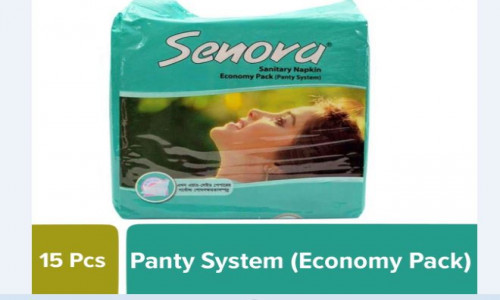 Senora®
Sanitary Napkin
Economy Pack (Panty System)
15 Pcs
Panty System (Economy Pack)